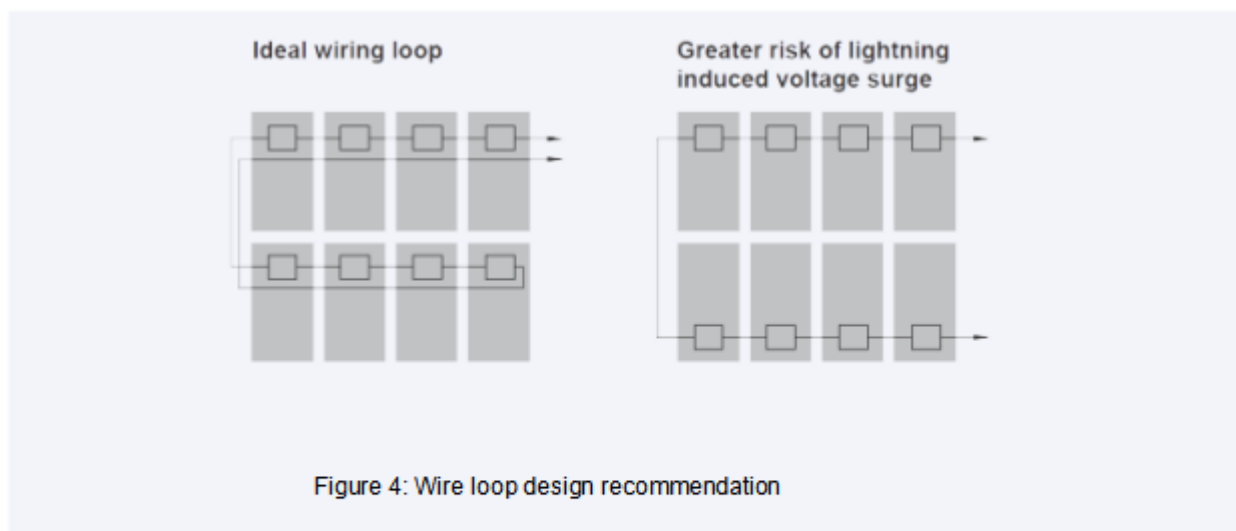 Ideal wiring loop
Greater risk of lightning
induced voltage surge
Figure 4: Wire loop design recommendation